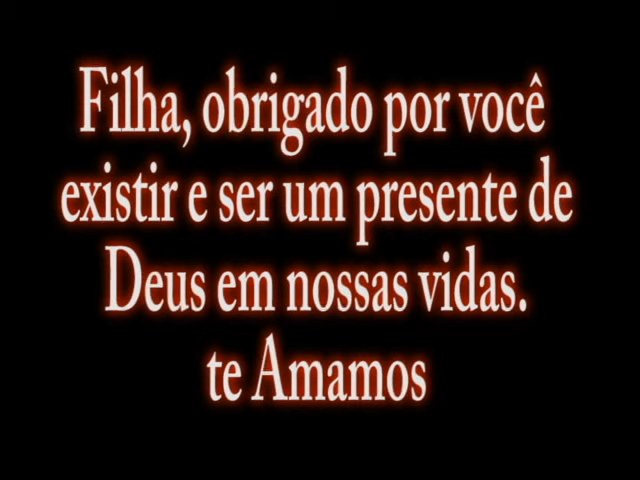 Filha, obrigado por você
existir e ser um presente de
Deus em nossas vidas.
te Amamos